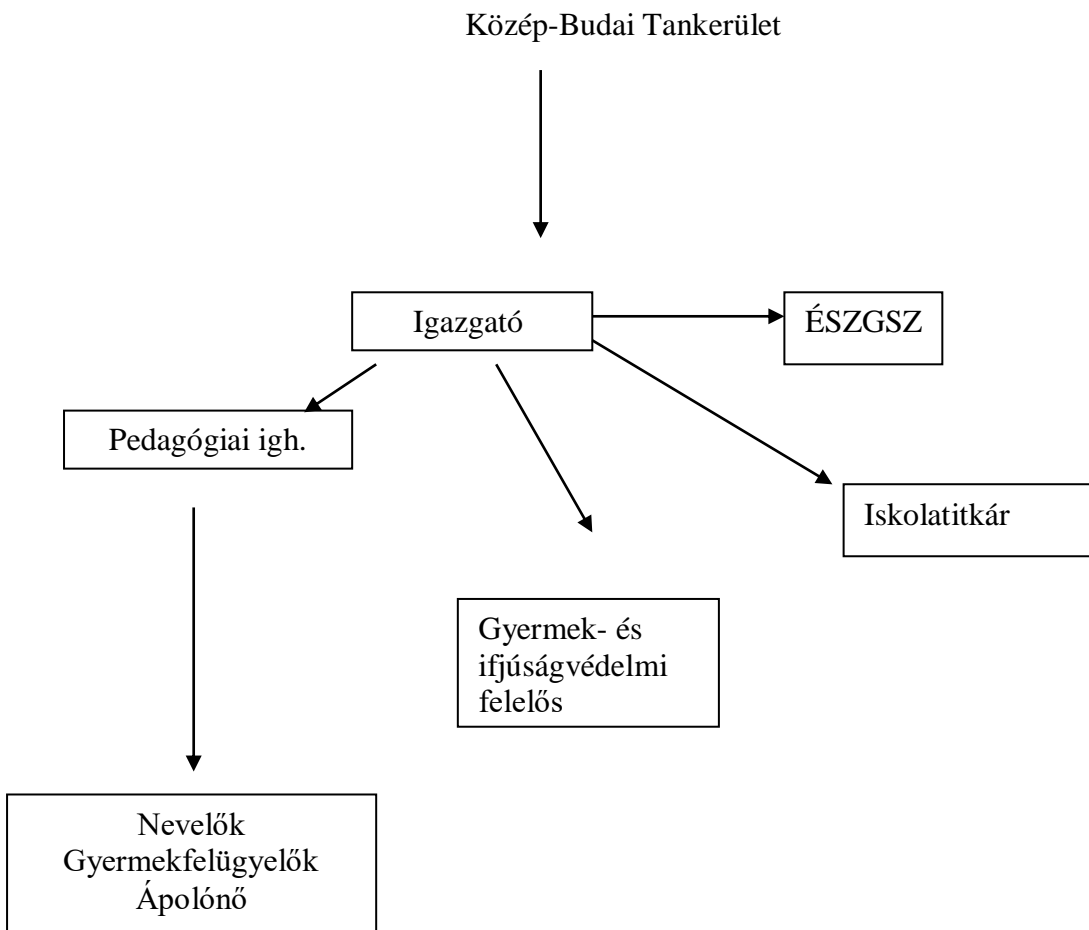 Közép-Budai Tankerület
Igazgató
ÉSZGSZ
Pedagógiai igh.
Iskolatitkár
Gyermek- és
ifjúságvédelmi
felelős
Nevelők
Gyermekfelügyelők
Ápolónő